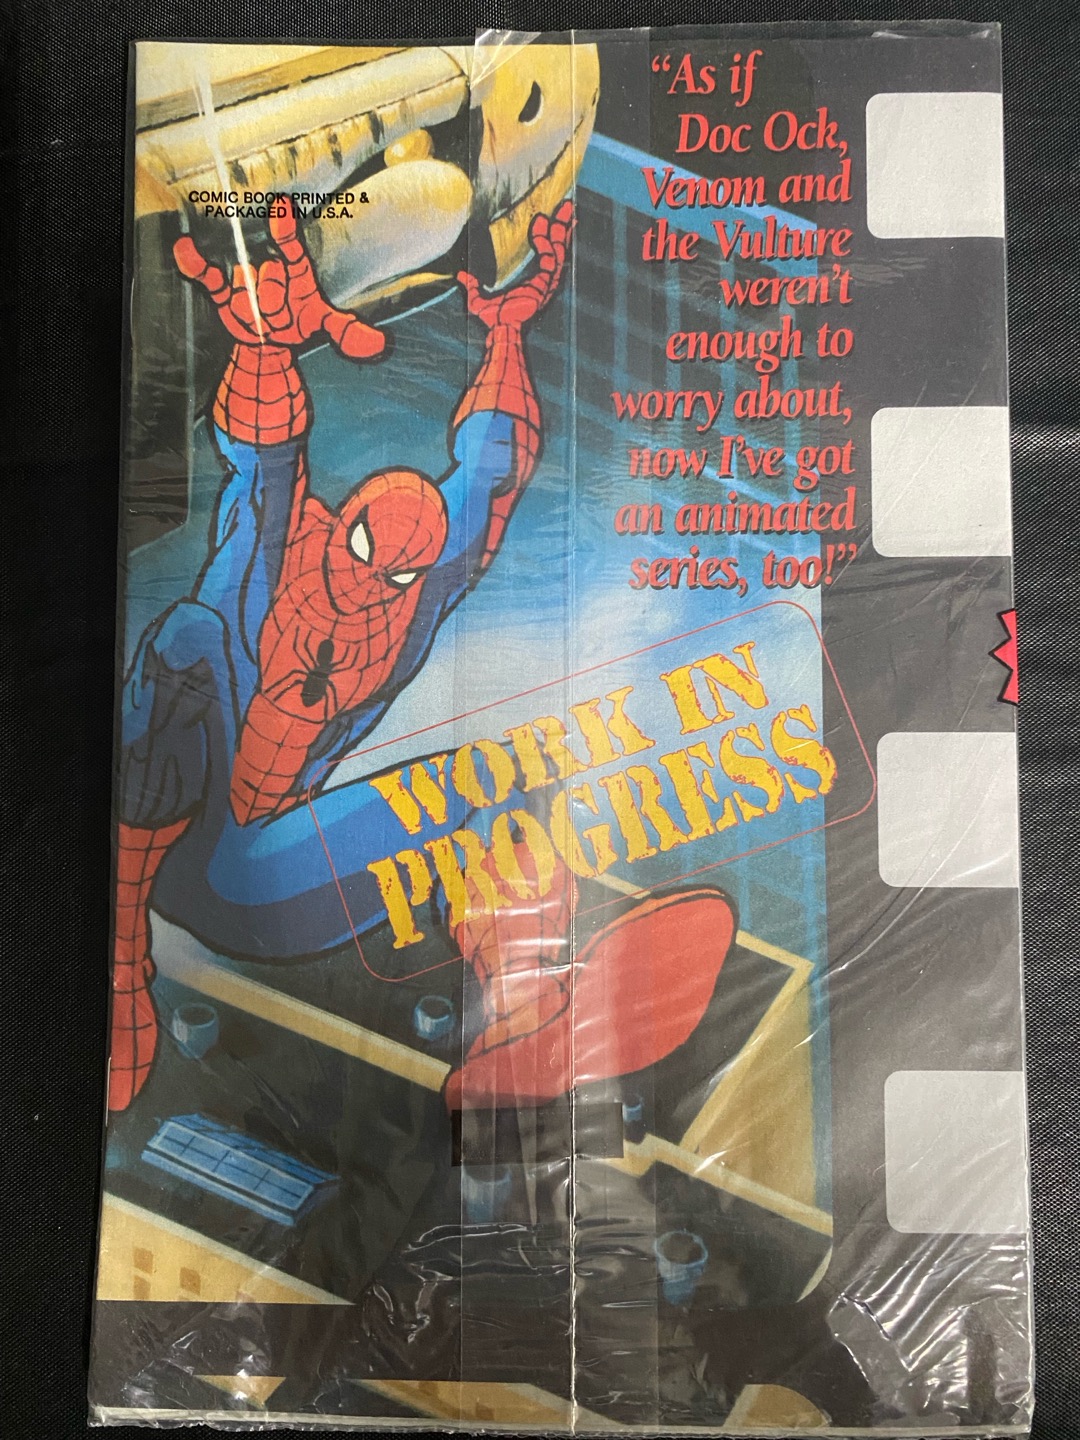 "As if
Doc Ock,
Venom and
the Vulture
weren't
enough to
worry about,
now I've got
an animated
series, too!"
COMIC BOOK PRINTED &
PACKAGED IN U.S.A.
WORK IN
PROGRESS